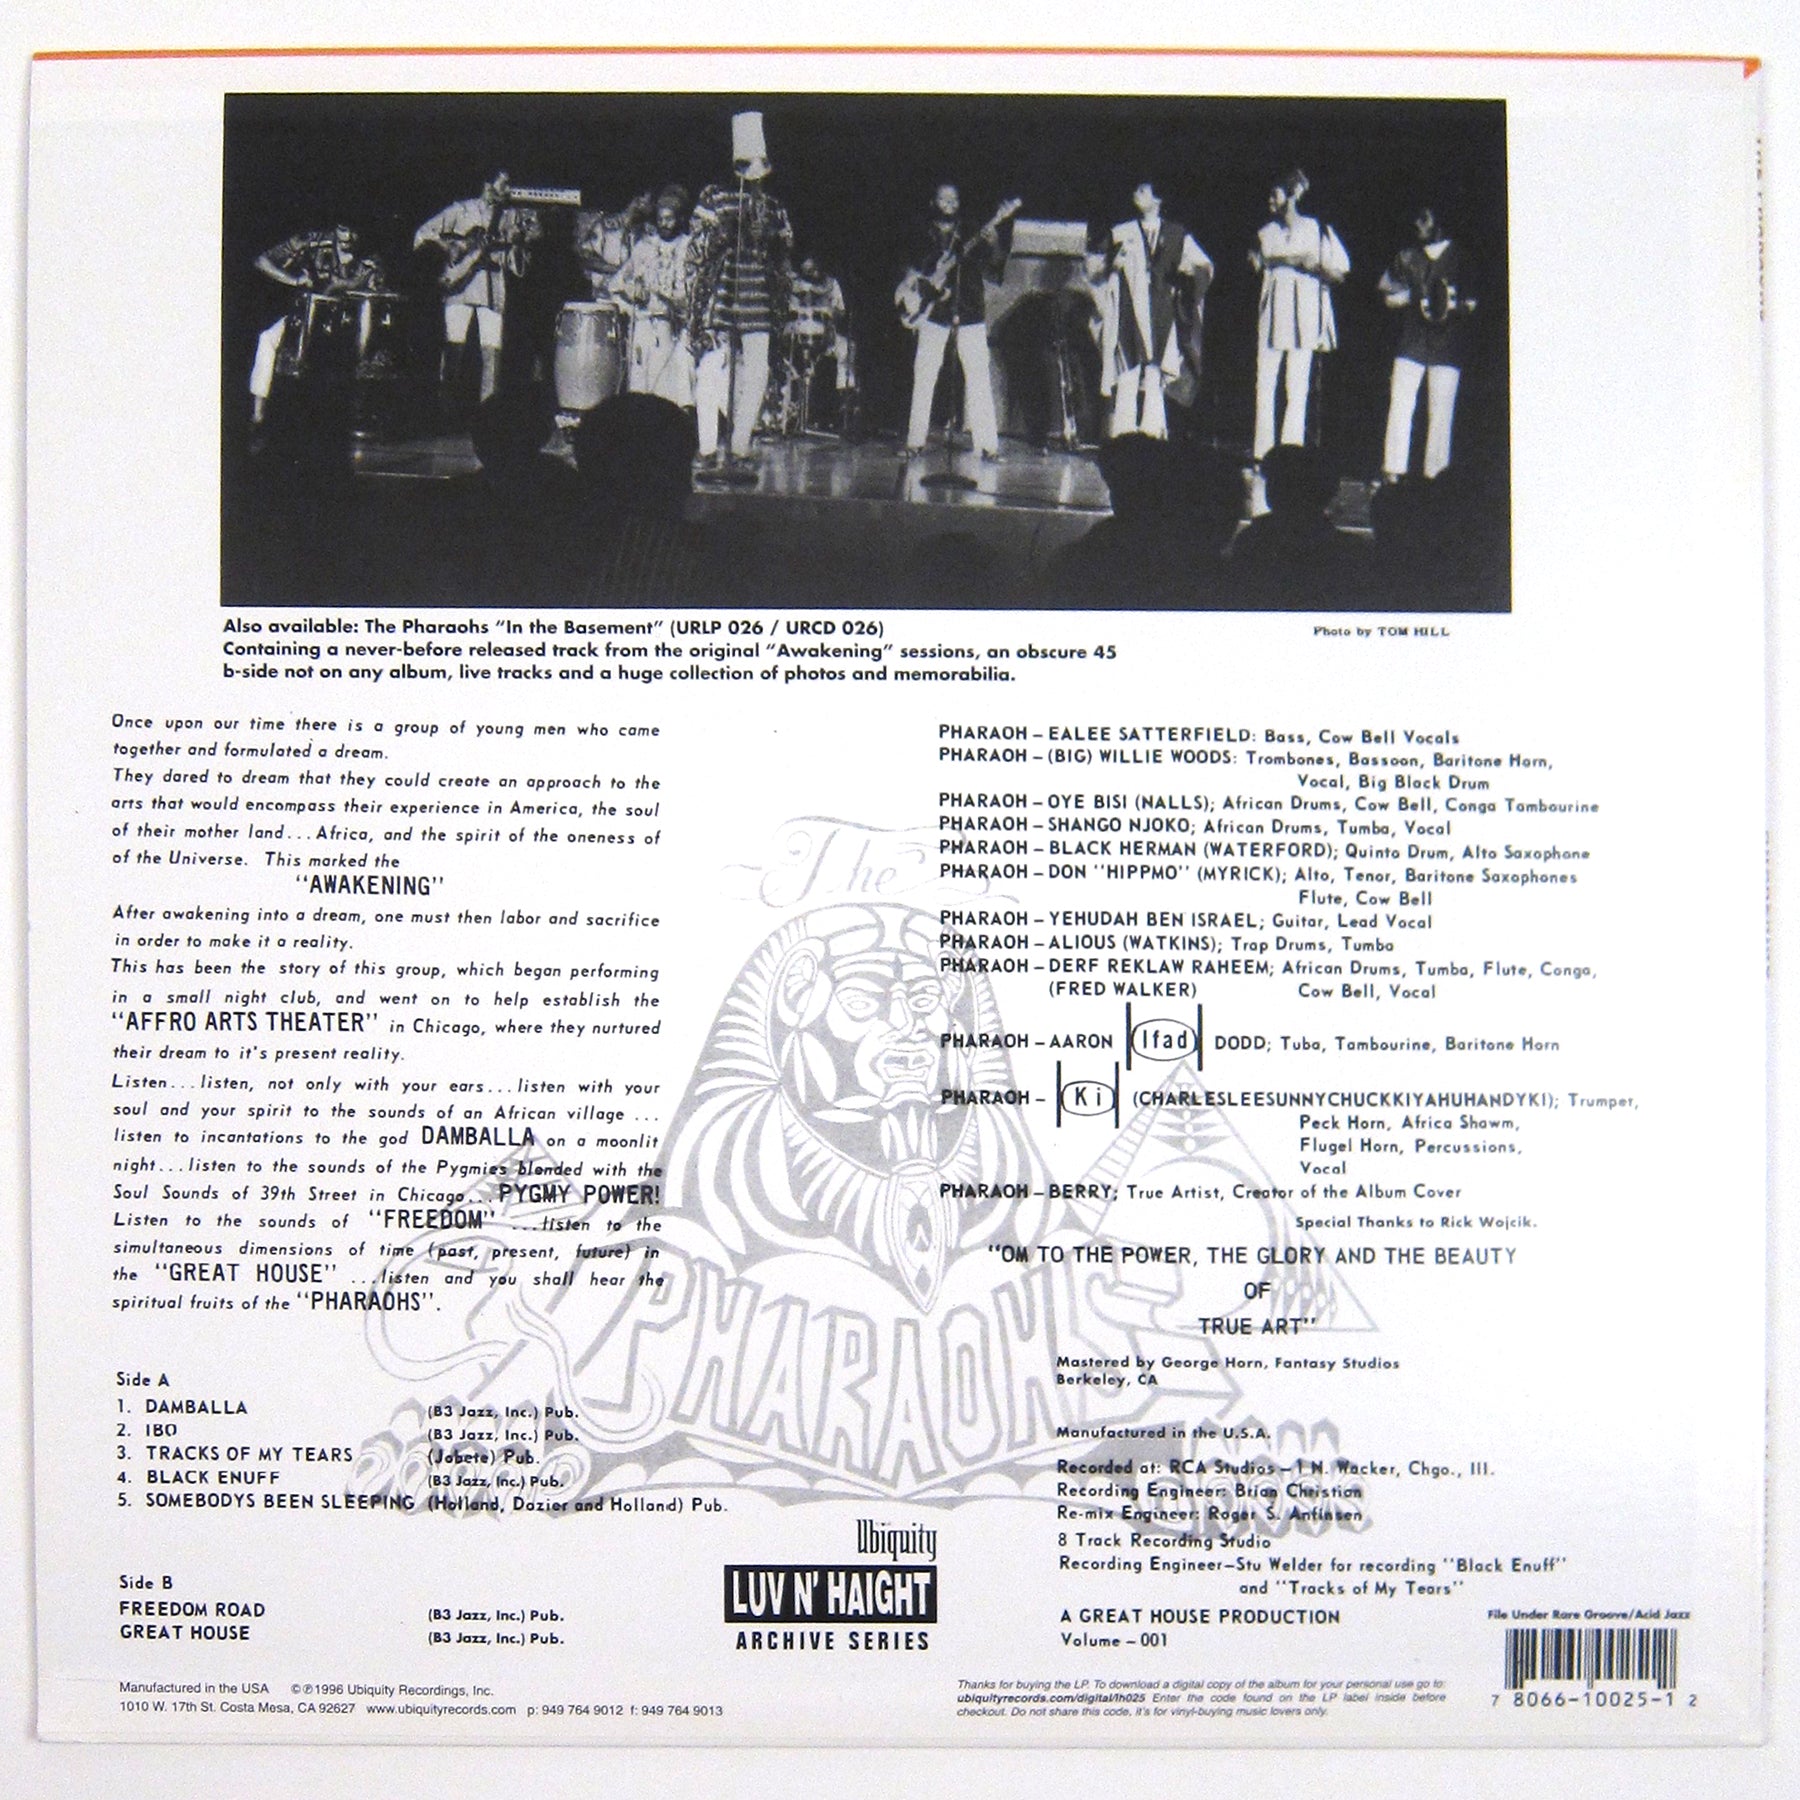 Also available: The Pharaohs "In the Basement" (URLP 026 / URCD 026)
Containing a never-before released track from the original "Awakening" sessions, an obscure 45
b-side not on any album, live tracks and a huge collection of photos and memorabilia.
Photo by TOM HILL
Once upon our time there is a group of young men who came
together and formulated a dream.
They dared to dream that they could create an approach to the
arts that would encompass their experience in America, the soul
of their mother land...Africa, and the spirit of the oneness of
of the Universe. This marked the
"AWAKENING"
After awakening into a dream, one must then labor and sacrifice
in order to make it a reality.
This has been the story of this group, which began performing
in a small night club, and went on to help establish the
"AFFRO ARTS THEATER" in Chicago, where they nurtured
their dream to it's present reality.
Listen...listen, not only with your ears...listen with your
soul and your spirit to the sounds of an African village ...
listen to incantations to the god DAMBALLA on a moonlit
night...listen to the sounds of the Pygmies blended with the
Soul Sounds of 39th Street in Chicago...PYGMY POWER!
Listen to the sounds of "FREEDOM" ...listen to the
simultaneous dimensions of time (past, present, future) in
the "GREAT HOUSE" ...listen and you shall hear the
spiritual fruits of the "PHARAOHS".
PHARAOH – EALEE SATTERFIELD: Bass, Cow Bell Vocals
PHARAOH – (BIG) WILLIE WOODS: Trombones, Bassoon, Baritone Horn,
Vocal, Big Black Drum
PHARAOH – OYE BISI (NALLS); African Drums, Cow Bell, Conga Tambourine
PHARAOH – SHANGO NJOKO; African Drums, Tumba, Vocal
PHARAOH – BLACK HERMAN (WATERFORD); Quinto Drum, Alto Saxophone
PHARAOH – DON "HIPPMO" (MYRICK); Alto, Tenor, Baritone Saxophones
Flute, Cow Bell
PHARAOH – YEHUDAH BEN ISRAEL; Guitar, Lead Vocal
PHARAOH – ALIOUS (WATKINS); Trap Drums, Tumba
PHARAOH – DERF REKLAW RAHEEM; African Drums, Tumba, Flute, Conga,
(FRED WALKER) Cow Bell, Vocal
PHARAOH – AARON Ifad DODD; Tuba, Tambourine, Baritone Horn
PHARAOH – Ki (CHARLESLEESUNNYCHUCKKIYAHUHANDYKI); Trumper,
Peck Horn, Africa Shawm,
Flugel Horn, Percussions,
Vocal
PHARAOH – BERRY; True Artist, Creator of the Album Cover
Special Thanks to Rick Wojcik.
"OM TO THE POWER, THE GLORY AND THE BEAUTY
OF
TRUE ART"
The
PHARAOHS
Mastered by George Horn, Fantasy Studios
Berkeley, CA
Manufactured in the U.S.A.
Recorded at: RCA Studios – 1 N. Wacker, Chgo., Ill.
Recording Engineer: Brian Christian
Re-mix Engineer: Roger S. Anfinsen
8 Track Recording Studio
Recording Engineer–Stu Welder for recording "Black Enuff"
and "Tracks of My Tears"
A GREAT HOUSE PRODUCTION
Volume – 001
Side A
1. DAMBALLA (B3 Jazz, Inc.) Pub.
2. IBO (B3 Jazz, Inc.) Pub.
3. TRACKS OF MY TEARS (Jobete) Pub.
4. BLACK ENUFF (B3 Jazz, Inc.) Pub.
5. SOMEBODYS BEEN SLEEPING (Holland, Dozier and Holland) Pub.
Side B
FREEDOM ROAD (B3 Jazz, Inc.) Pub.
GREAT HOUSE (B3 Jazz, Inc.) Pub.
Ubiquity
LUV N' HAIGHT
ARCHIVE SERIES
File Under Rare Groove/Acid Jazz
7 8066-10025-1 2
Manufactured in the USA ©℗1996 Ubiquity Recordings, Inc.
1010 W. 17th St. Costa Mesa, CA 92627 www.ubiquityrecords.com p: 949 764 9012 f: 949 764 9013
Thanks for buying the LP. To download a digital copy of the album for your personal use go to:
ubiquityrecords.com/digital/lh025 Enter the code found on the LP label inside before
checkout. Do not share this code, it's for vinyl-buying music lovers only.